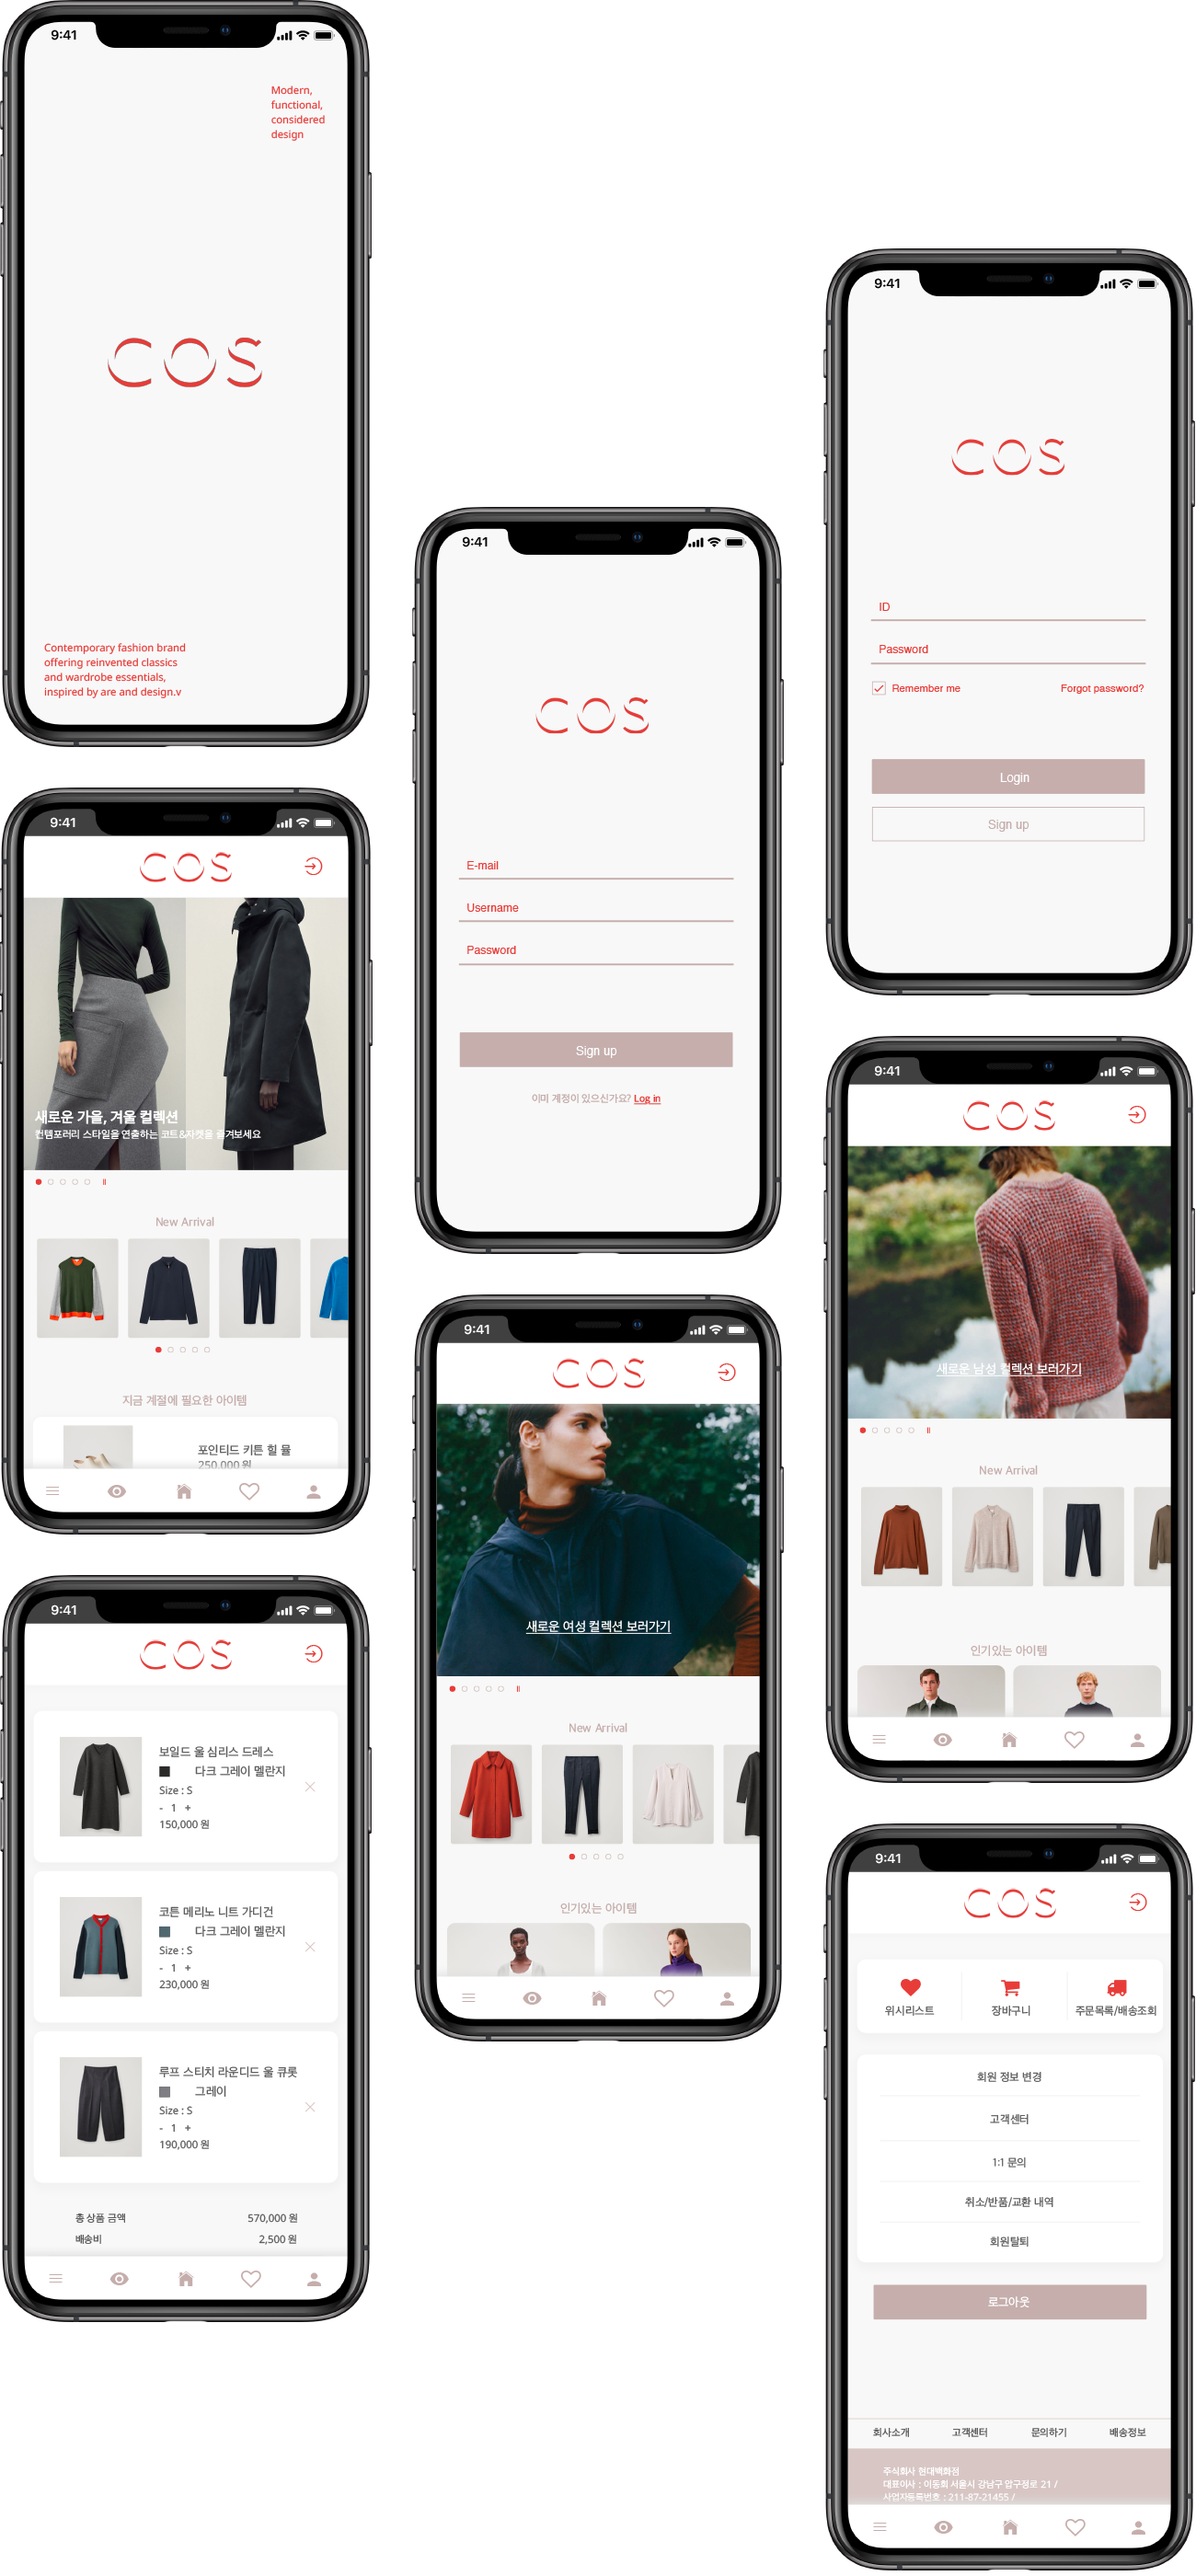 9:41
Modern,
functional,
considered
design
COS
Contemporary fashion brand
offering reinvented classics
and wardrobe essentials,
inspired by are and design.v
9:41
COS
새로운 가을, 겨울 컬렉션
컨템포러리 스타일을 연출하는 코트&자켓을 즐겨보세요
New Arrival
지금 계절에 필요한 아이템
포인티드 키튼 힐 뮬
250,000 원
9:41
COS
보일드 울 심리스 드레스
다크 그레이 멜란지
Size : S
- 1 +
150,000 원
코튼 메리노 니트 가디건
다크 그레이 멜란지
Size : S
- 1 +
230,000 원
루프 스티치 라운디드 울 큐롯
그레이
Size : S
- 1 +
190,000 원
총 상품 금액 570,000 원
배송비 2,500 원
9:41
COS
E-mail
Username
Password
Sign up
이미 계정이 있으신가요? Log in
9:41
COS
새로운 여성 컬렉션 보러가기
New Arrival
인기있는 아이템
9:41
COS
ID
Password
Remember me Forgot password?
Login
Sign up
9:41
COS
새로운 남성 컬렉션 보러가기
New Arrival
인기있는 아이템
9:41
COS
위시리스트 장바구니 주문목록/배송조회
회원 정보 변경
고객센터
1:1 문의
취소/반품/교환 내역
회원탈퇴
로그아웃
회사소개 고객센터 문의하기 배송정보
주식회사 현대백화점
대표이사 : 이동희 서울시 강남구 압구정로 21 /
사업자등록번호 : 211-87-21455 /